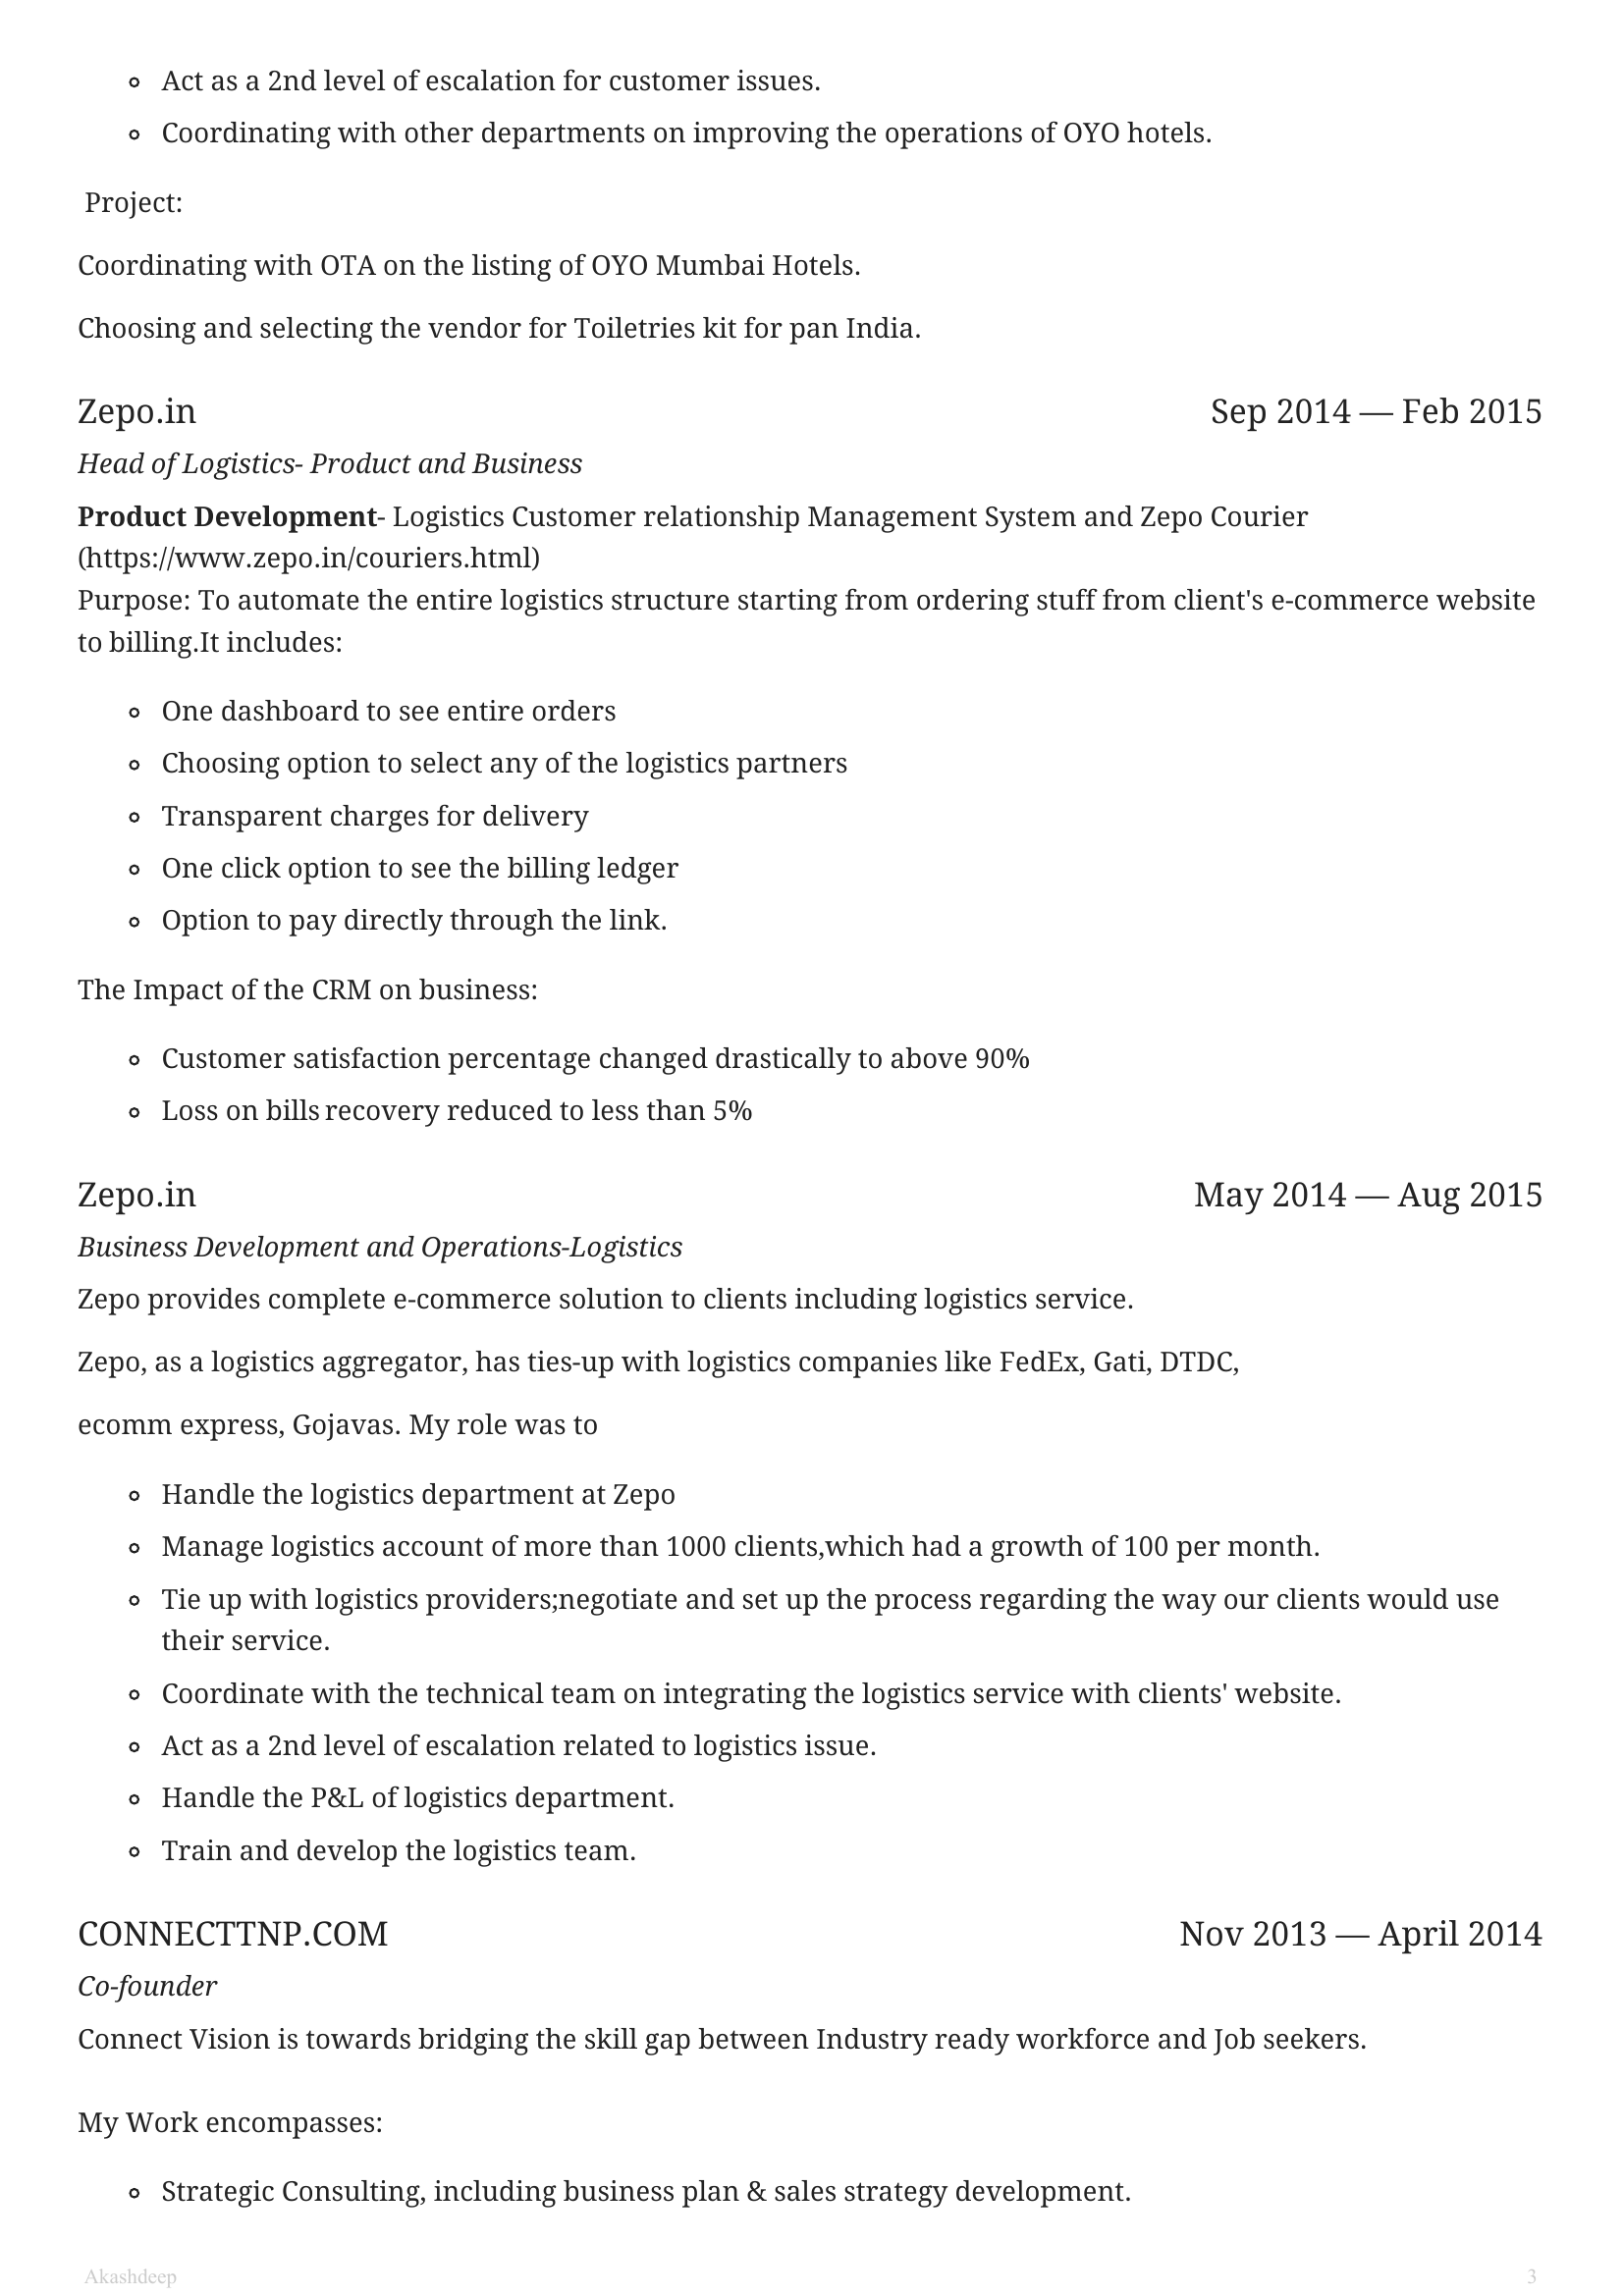 Act as a 2nd level of escalation for customer issues.
Coordinating with other departments on improving the operations of OYO hotels.
Project:
Coordinating with OTA on the listing of OYO Mumbai Hotels.
Choosing and selecting the vendor for Toiletries kit for pan India.
Zepo.in Sep 2014 — Feb 2015
Head of Logistics- Product and Business
Product Development- Logistics Customer relationship Management System and Zepo Courier
(https://www.zepo.in/couriers.html)
Purpose: To automate the entire logistics structure starting from ordering stuff from client's e-commerce website
to billing.It includes:
One dashboard to see entire orders
Choosing option to select any of the logistics partners
Transparent charges for delivery
One click option to see the billing ledger
Option to pay directly through the link.
The Impact of the CRM on business:
Customer satisfaction percentage changed drastically to above 90%
Loss on bills recovery reduced to less than 5%
Zepo.in May 2014 — Aug 2015
Business Development and Operations-Logistics
Zepo provides complete e-commerce solution to clients including logistics service.
Zepo, as a logistics aggregator, has ties-up with logistics companies like FedEx, Gati, DTDC,
ecomm express, Gojavas. My role was to
Handle the logistics department at Zepo
Manage logistics account of more than 1000 clients,which had a growth of 100 per month.
Tie up with logistics providers;negotiate and set up the process regarding the way our clients would use
their service.
Coordinate with the technical team on integrating the logistics service with clients' website.
Act as a 2nd level of escalation related to logistics issue.
Handle the P&L of logistics department.
Train and develop the logistics team.
CONNECTTNP.COM Nov 2013 — April 2014
Co-founder
Connect Vision is towards bridging the skill gap between Industry ready workforce and Job seekers.
My Work encompasses:
Strategic Consulting, including business plan & sales strategy development.
Akashdeep 3